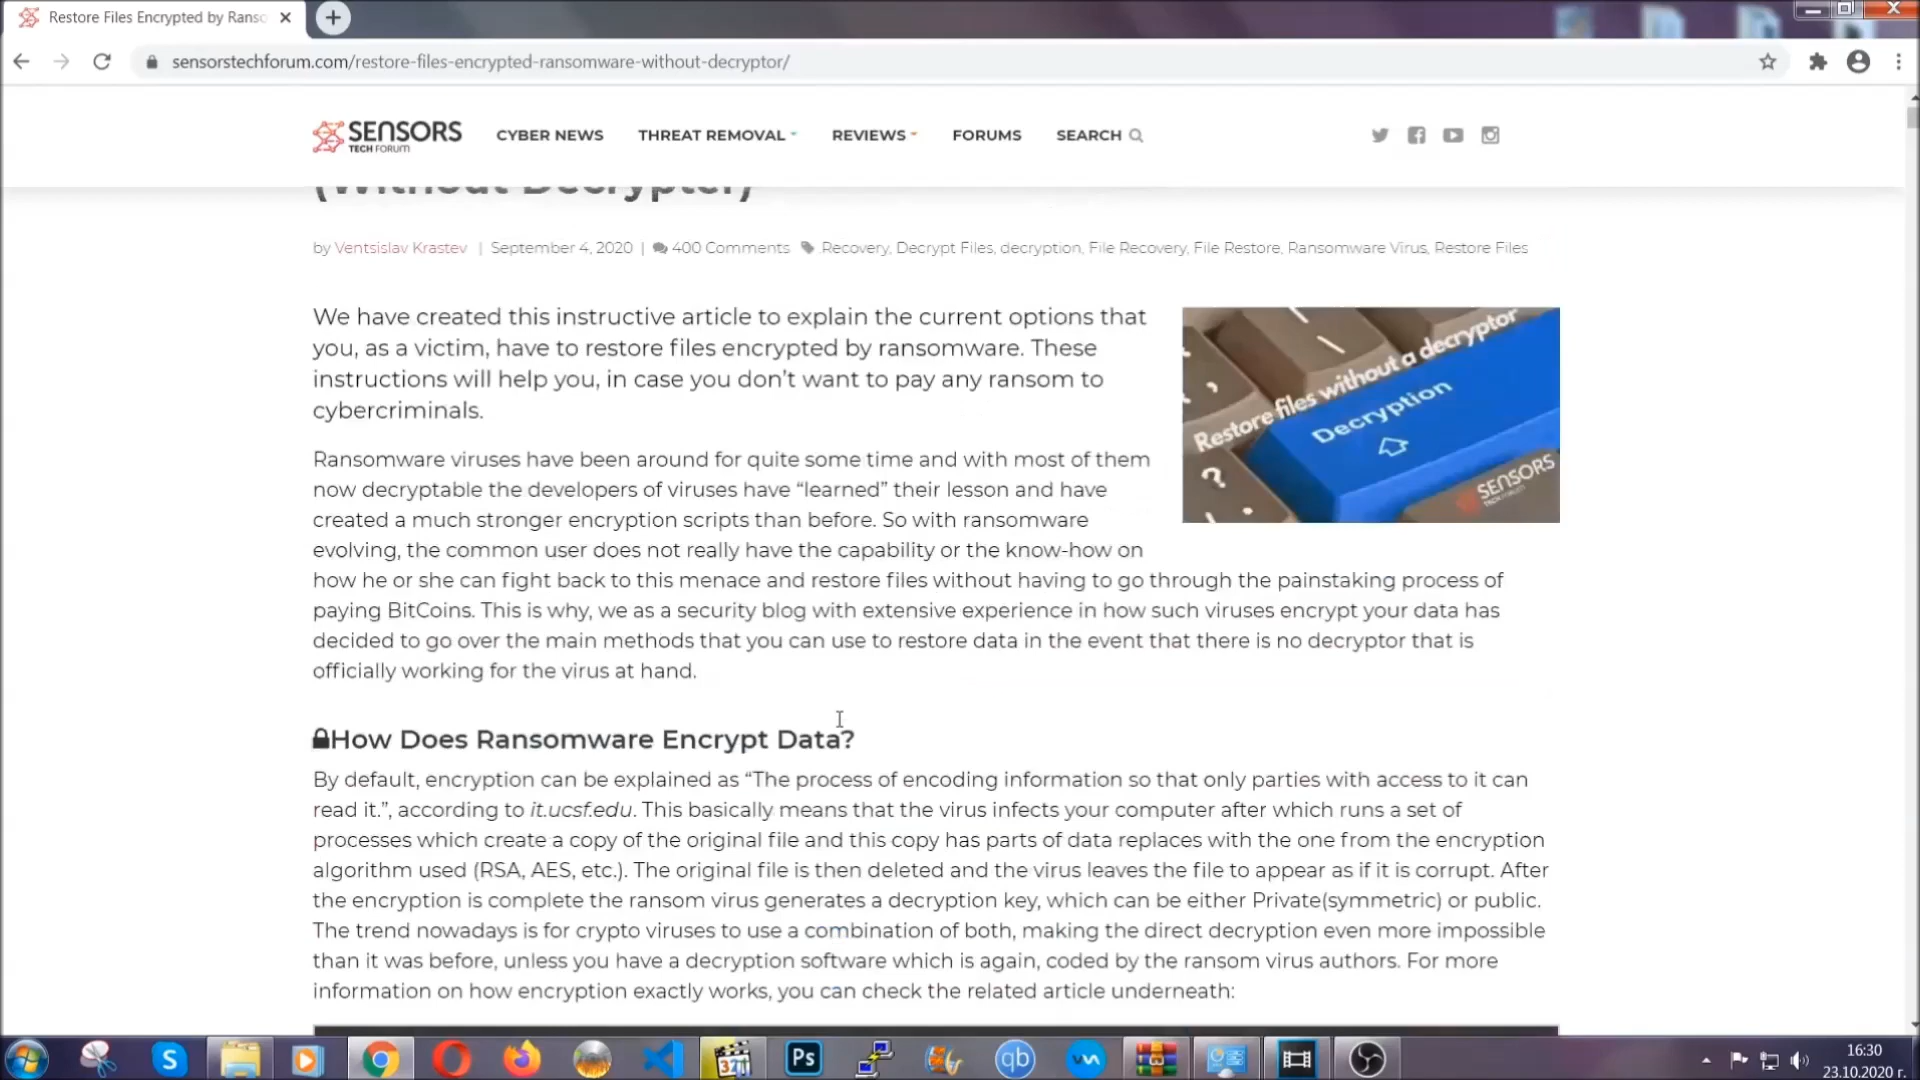 Restore Files Encrypted by Ranso
sensorstechforum.com/restore-files-encrypted-ransomware-without-decryptor/
SENSORS
TECH FORUM
CYBER NEWS
THREAT REMOVAL
REVIEWS
FORUMS
SEARCH
(Without Decrypter)
by Ventsislav Krastev | September 4, 2020 | 400 Comments Recovery, Decrypt Files, decryption, File Recovery, File Restore, Ransomware Virus, Restore Files
We have created this instructive article to explain the current options that
you, as a victim, have to restore files encrypted by ransomware. These
instructions will help you, in case you don’t want to pay any ransom to
cybercriminals.
Restore files without a decryptor
Decryption
SENSORS
TECH FORUM
Ransomware viruses have been around for quite some time and with most of them
now decryptable the developers of viruses have “learned” their lesson and have
created a much stronger encryption scripts than before. So with ransomware
evolving, the common user does not really have the capability or the know-how on
how he or she can fight back to this menace and restore files without having to go through the painstaking process of
paying BitCoins. This is why, we as a security blog with extensive experience in how such viruses encrypt your data has
decided to go over the main methods that you can use to restore data in the event that there is no decryptor that is
officially working for the virus at hand.
How Does Ransomware Encrypt Data?
By default, encryption can be explained as “The process of encoding information so that only parties with access to it can
read it.”, according to it.ucsf.edu. This basically means that the virus infects your computer after which runs a set of
processes which create a copy of the original file and this copy has parts of data replaces with the one from the encryption
algorithm used (RSA, AES, etc.). The original file is then deleted and the virus leaves the file to appear as if it is corrupt. After
the encryption is complete the ransom virus generates a decryption key, which can be either Private(symmetric) or public.
The trend nowadays is for crypto viruses to use a combination of both, making the direct decryption even more impossible
than it was before, unless you have a decryption software which is again, coded by the ransom virus authors. For more
information on how encryption exactly works, you can check the related article underneath:
S
321
Ps
qb
16:30
23.10.2020 г.